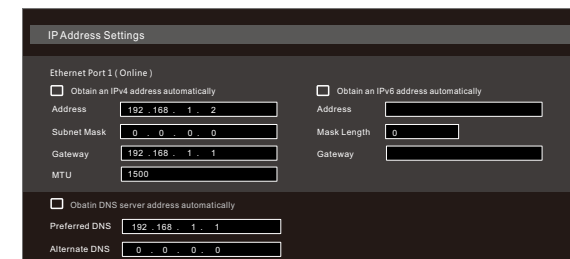 IP Address Settings
Ethernet Port 1 ( Online )
Obtain an IPv4 address automatically
Obtain an IPv6 address automatically
Address 192 . 168 . 1 . 2
Address
Subnet Mask 0 . 0 . 0 . 0
Mask Length 0
Gateway 192 . 168 . 1 . 1
Gateway
MTU 1500
Obatin DNS server address automatically
Preferred DNS 192 . 168 . 1 . 1
Alternate DNS 0 . 0 . 0 . 0